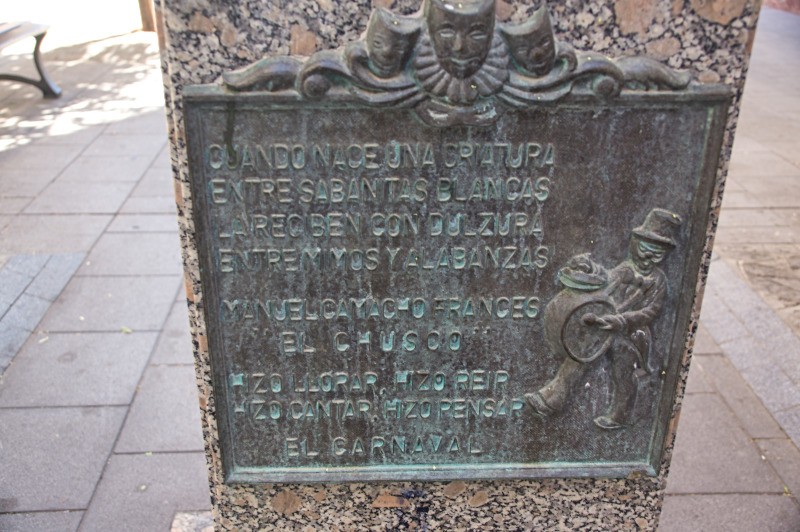 CUANDO NACE UNA CRIATURA
ENTRE SABANITAS BLANCAS
LA RECIBEN CON DULZURA
ENTRE MIMOS Y ALABANZAS
MANUEL CAMACHO FRANCES
"EL CHUSCO"
HIZO LLORAR, HIZO REIR
HIZO CANTAR, HIZO PENSAR
EL CARNAVAL